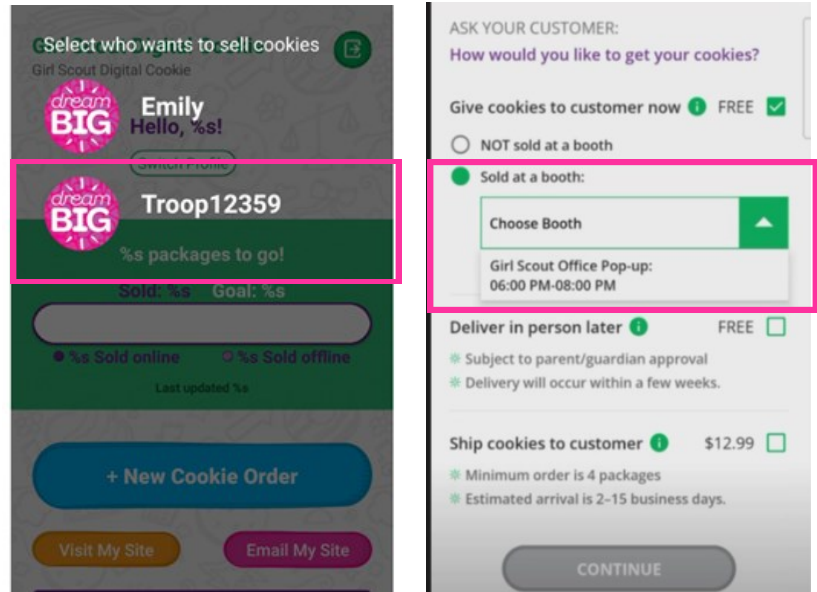 Select who wants to sell cookies
Girl Scout Digital Cookie
dream
BIG
Emily
Hello, %s!
Switch Profile
dream
BIG
Troop12359
%s packages to go!
Sold: %s Goal: %s
%s Sold online %s Sold offline
Last updated %s
+ New Cookie Order
Visit My Site Email My Site
ASK YOUR CUSTOMER:
How would you like to get your cookies?
Give cookies to customer now i FREE
NOT sold at a booth
Sold at a booth:
Choose Booth
Girl Scout Office Pop-up:
06:00 PM-08:00 PM
Deliver in person later i FREE
Subject to parent/guardian approval
Delivery will occur within a few weeks.
Ship cookies to customer i $12.99
Minimum order is 4 packages
Estimated arrival is 2–15 business days.
CONTINUE